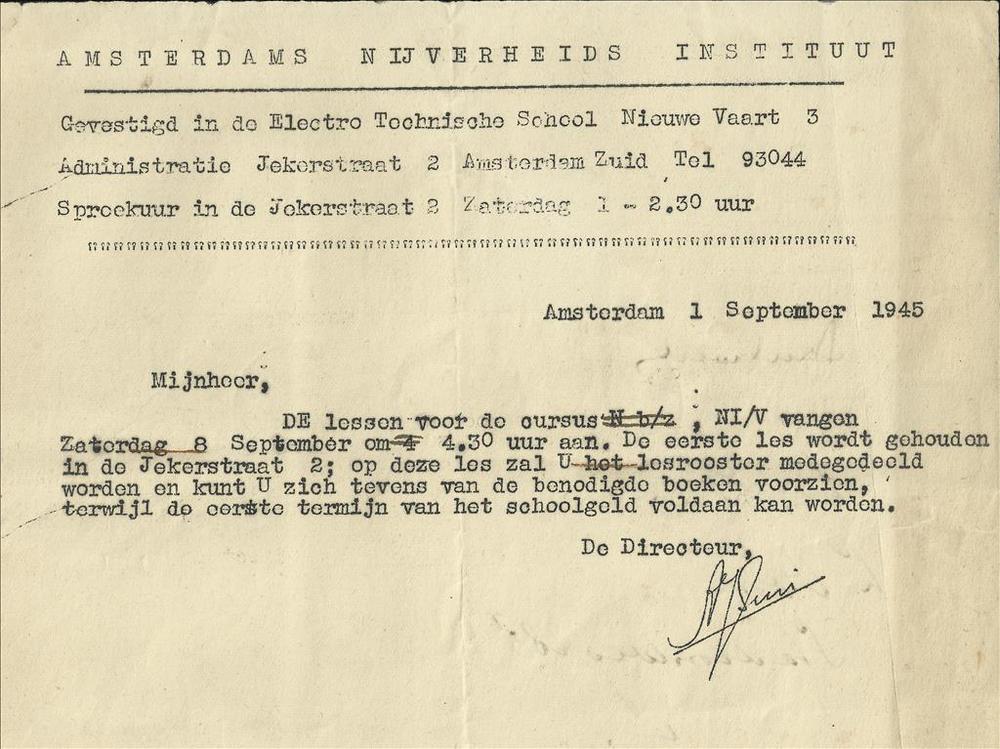 AMSTERDAMS NIJVERHEIDS INSTITUUT
Gevestigd in de Electro Technische School Nieuwe Vaart 3
Administratie Jekerstraat 2 Amsterdam Zuid Tel 93044
Spreekuur in de Jekerstraat 2 Zaterdag 1 - 2.30 uur
Amsterdam 1 September 1945
Mijnheer,
DE lessen voor de cursus N b/z ; NI/V vangen
Zaterdag 8 September om 4 4.30 uur aan. De eerste les wordt gehouden
in de Jekerstraat 2; op deze les zal U het lesrooster medegedeeld
worden en kunt U zich tevens van de benodigde boeken voorzien,
terwijl de eerste termijn van het schoolgeld voldaan kan worden.
De Directeur,